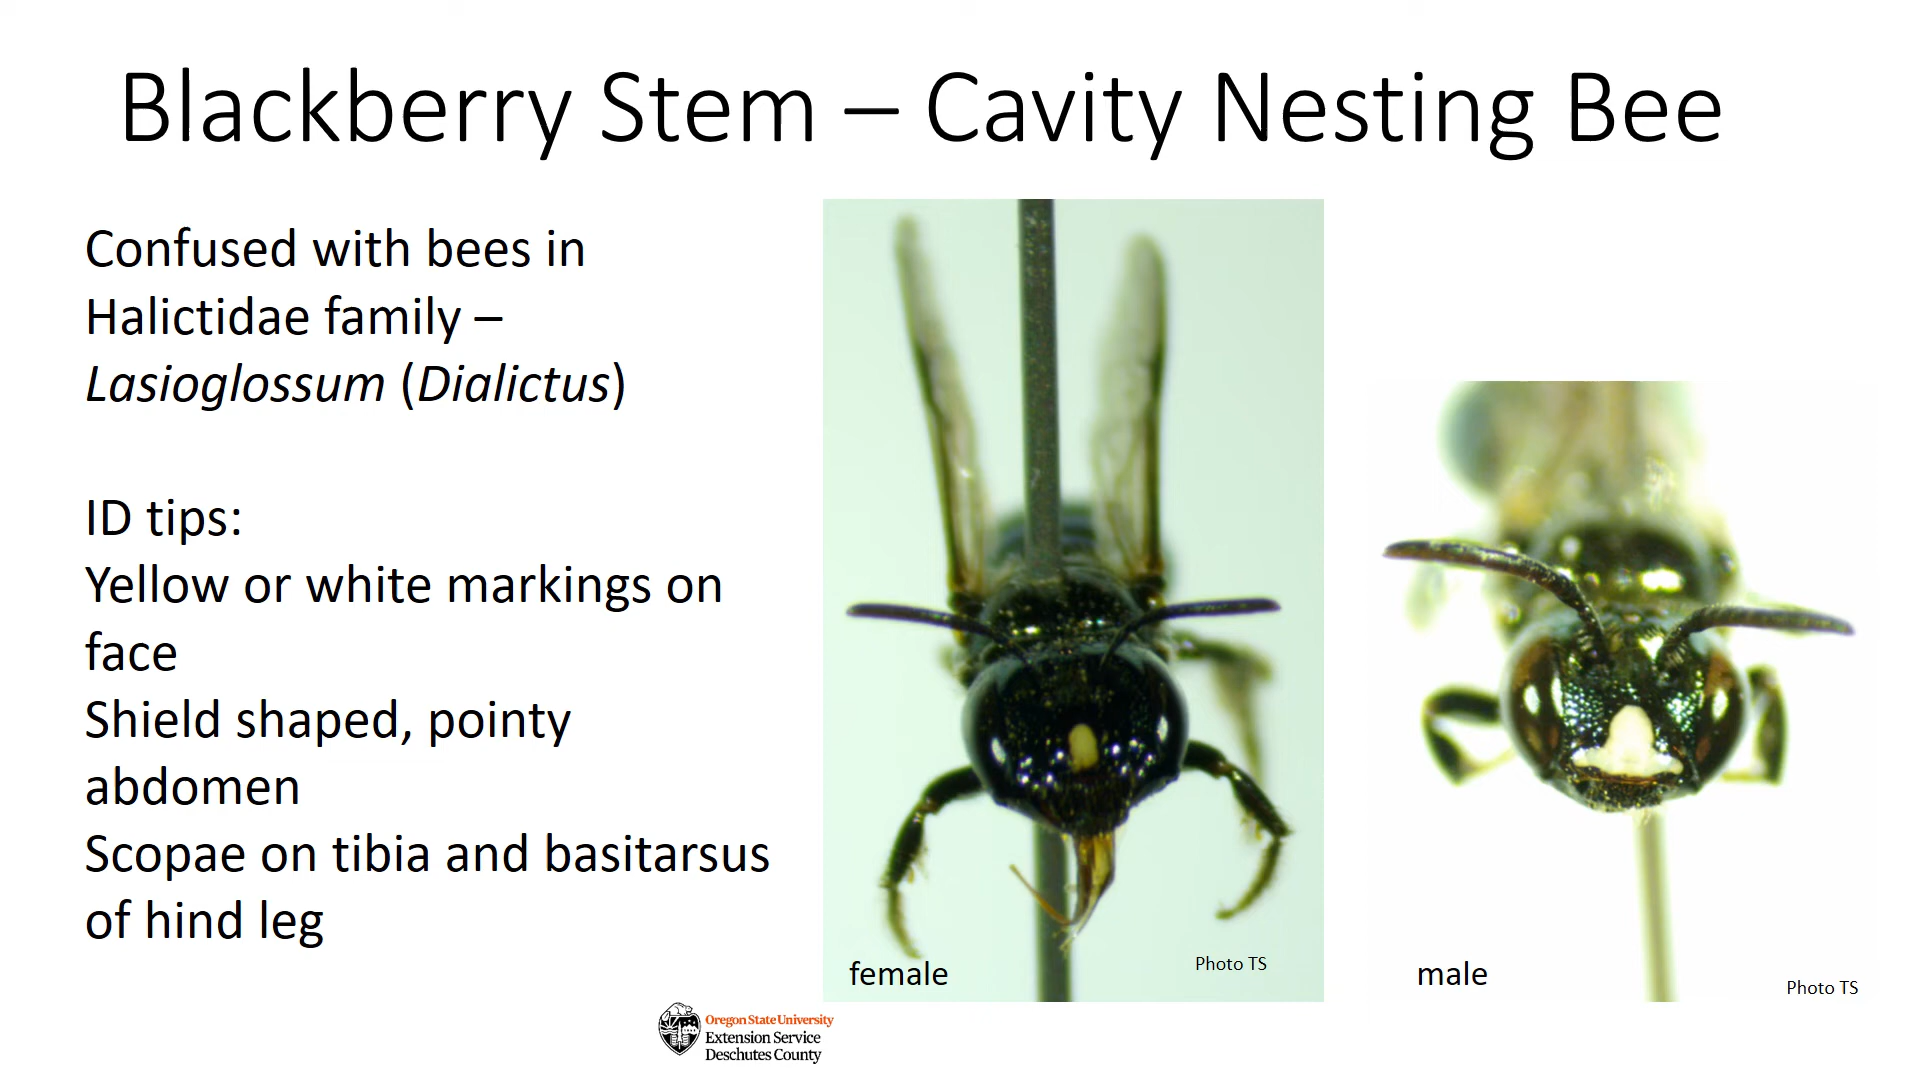 Blackberry Stem – Cavity Nesting Bee
Confused with bees in
Halictidae family –
Lasioglossum (Dialictus)
ID tips:
Yellow or white markings on
face
Shield shaped, pointy
abdomen
Scopae on tibia and basitarsus
of hind leg
female
Photo TS
male
Photo TS
Oregon State University
Extension Service
Deschutes County